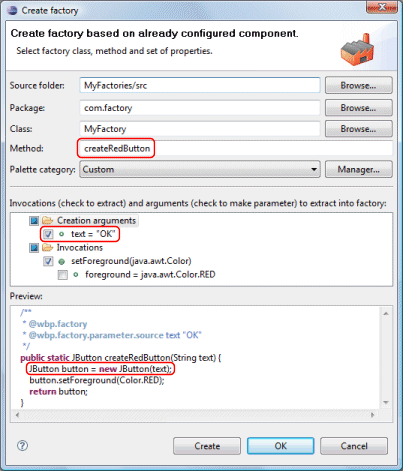 Create factory
Create factory based on already configured component.
Select factory class, method and set of properties.
Source folder: MyFactories/src Browse...
Package: com.factory Browse...
Class: MyFactory Browse...
Method: createRedButton
Palette category: Custom Manager...
Invocations (check to extract) and arguments (check to make parameter) to extract into factory:
Creation arguments
text = "OK"
Invocations
setForeground(java.awt.Color)
foreground = java.awt.Color.RED
Preview:
/**
* @wbp.factory
* @wbp.factory.parameter.source text "OK"
*/
public static JButton createRedButton(String text) {
JButton button = new JButton(text);
button.setForeground(Color.RED);
return button;
}
Create OK Cancel